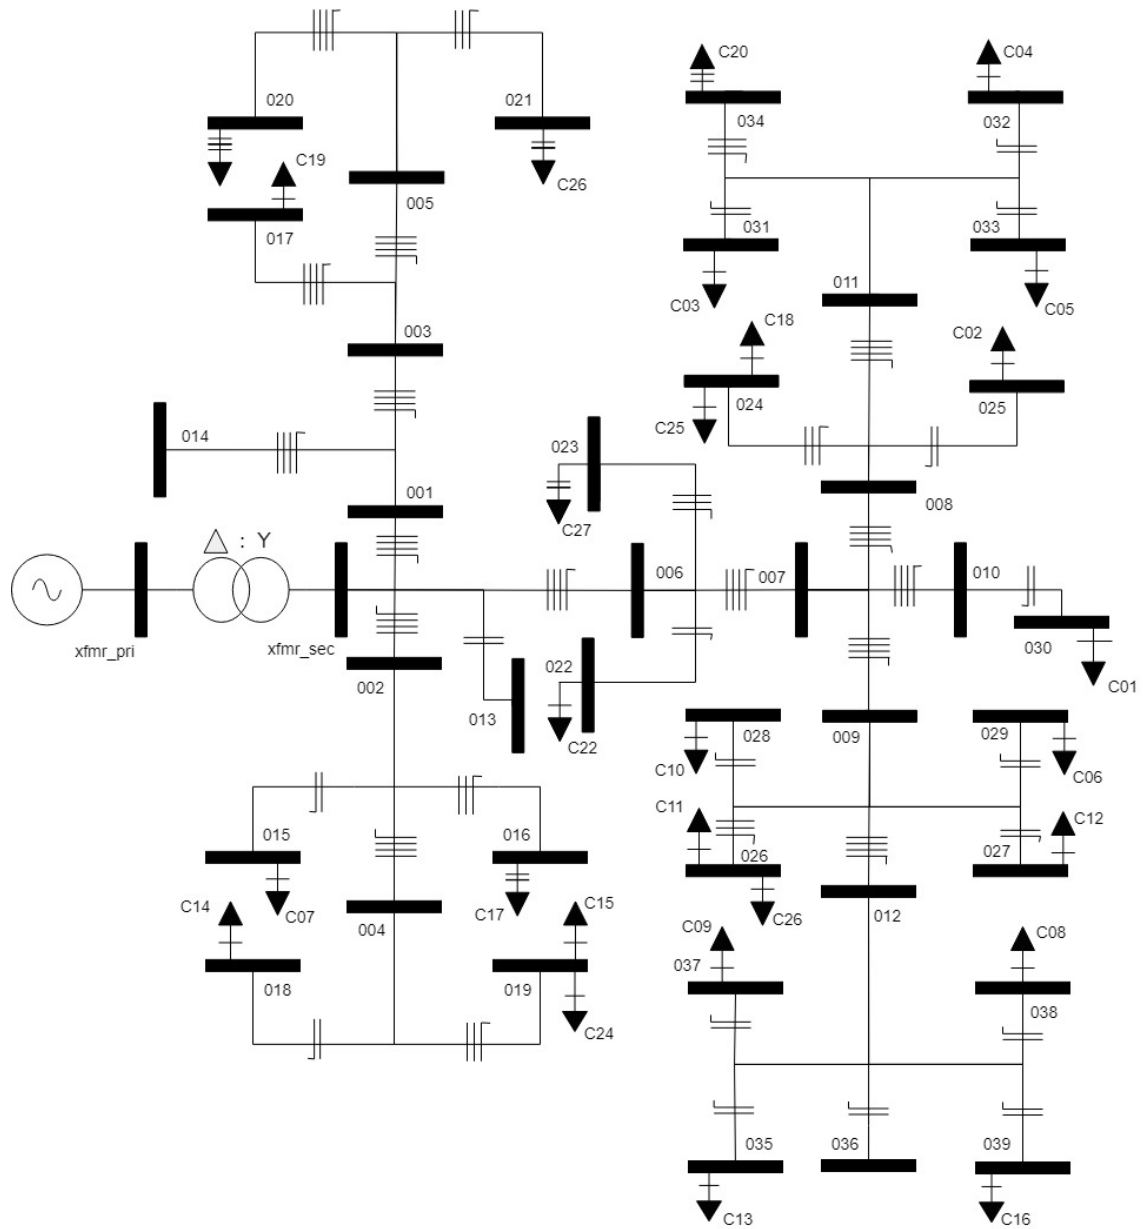 C20
C04
020
021
034
032
C19
C26
005
017
031
033
011
C03
C05
C18
C02
003
024
025
014
C25
023
001
008
C27
△ : Y
006
007
010
xfmr_pri
xfmr_sec
022
030
002
C01
013
C22
028
009
029
C10
C06
C11
C12
015
016
026
027
C14
C07
C17
C15
012
C26
004
C09
C08
037
018
019
C24
038
035
036
039
C13
C16